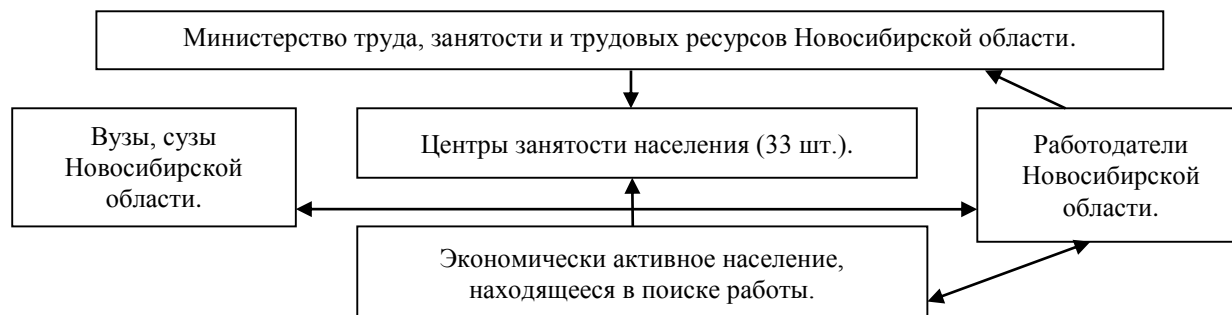 Министерство труда, занятости и трудовых ресурсов Новосибирской области.
Вузы, сузы
Новосибирской
области.
Центры занятости населения (33 шт.).
Работодатели
Новосибирской
области.
Экономически активное население,
находящееся в поиске работы.